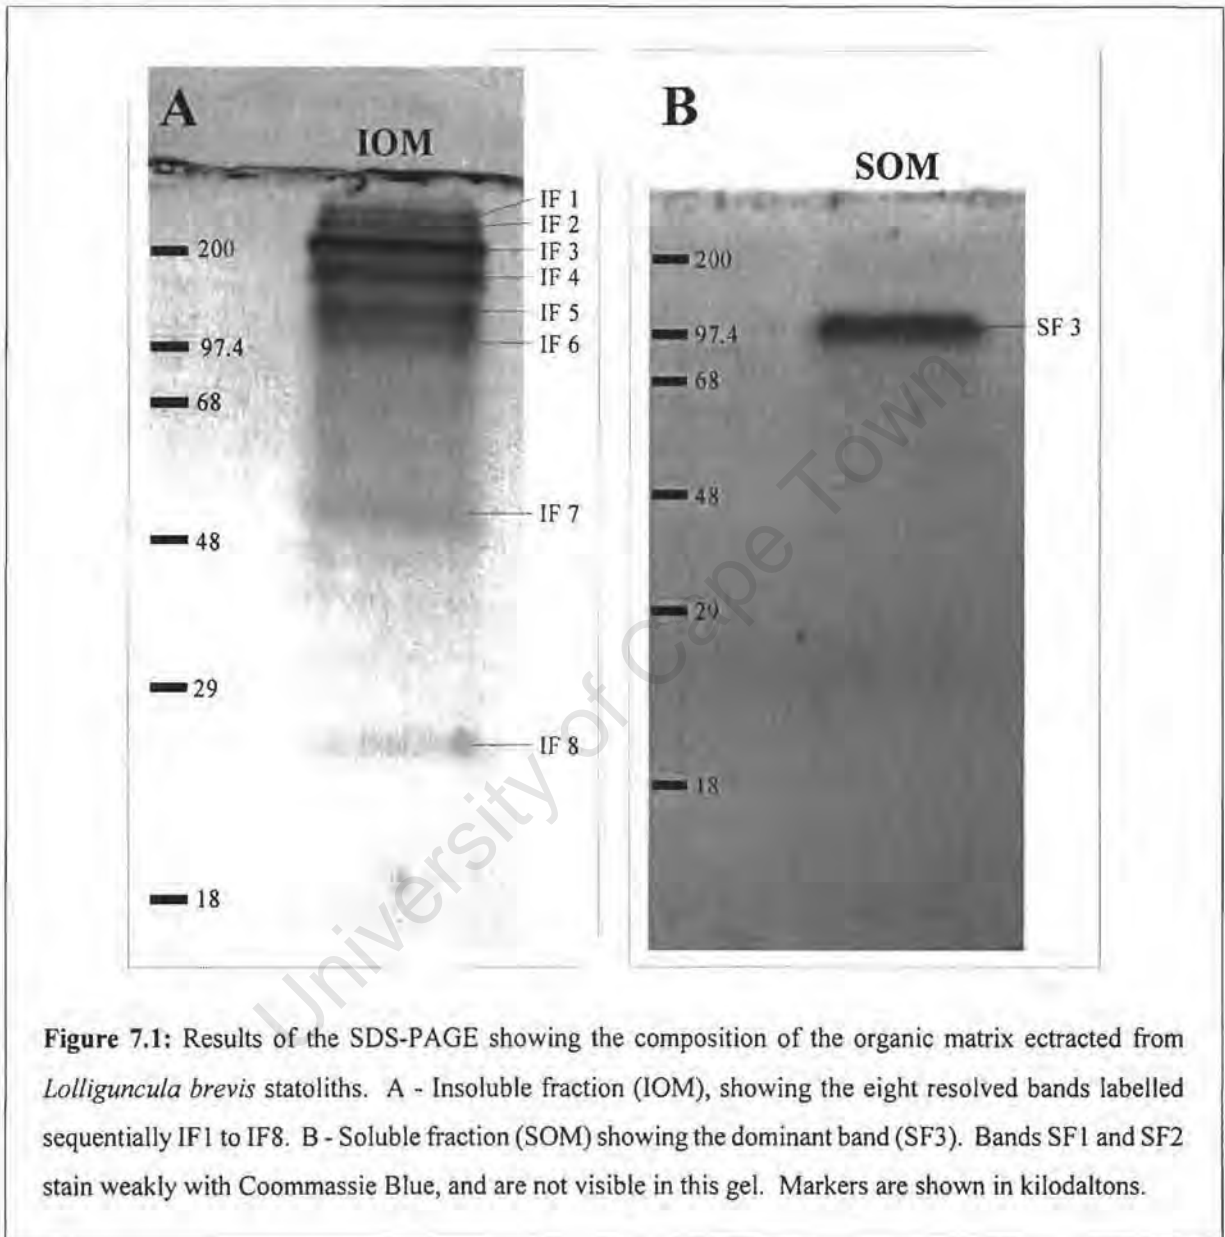 A
IOM
IF 1
IF 2
IF 3
IF 4
IF 5
IF 6
IF 7
IF 8
200
97.4
68
48
29
18
B
SOM
SF 3
200
97.4
68
48
29
18
University of Cape Town
Figure 7.1: Results of the SDS-PAGE showing the composition of the organic matrix ectracted from
Lolliguncula brevis statoliths. A - Insoluble fraction (IOM), showing the eight resolved bands labelled
sequentially IF1 to IF8. B - Soluble fraction (SOM) showing the dominant band (SF3). Bands SF1 and SF2
stain weakly with Coommassie Blue, and are not visible in this gel. Markers are shown in kilodaltons.